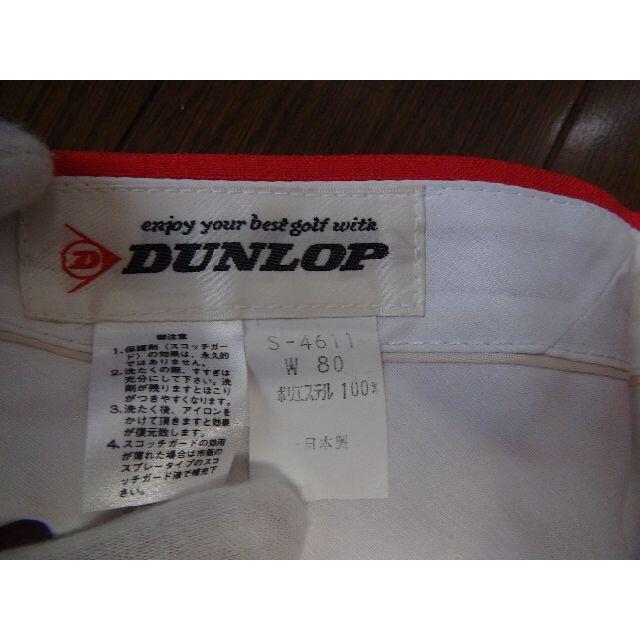 enjoy your best golf with
D DUNLOP
御注意
1. 保護剤（スコッチガー
ド）の効果は、永久的
ではありません。
2. 洗たくの際、すすぎは
充分にして下さい。洗
剤が残りますとほこり
がつきやすくなります。
3. 洗たく後、アイロンを
かけて頂きますと効果
が復元致します。
4. スコッチガードの効用
が薄れた場合は市販の
スプレータイプのスコ
ッチガード液で補充下
さい。
S-4611
W 80
ポリエステル 100%
日本製